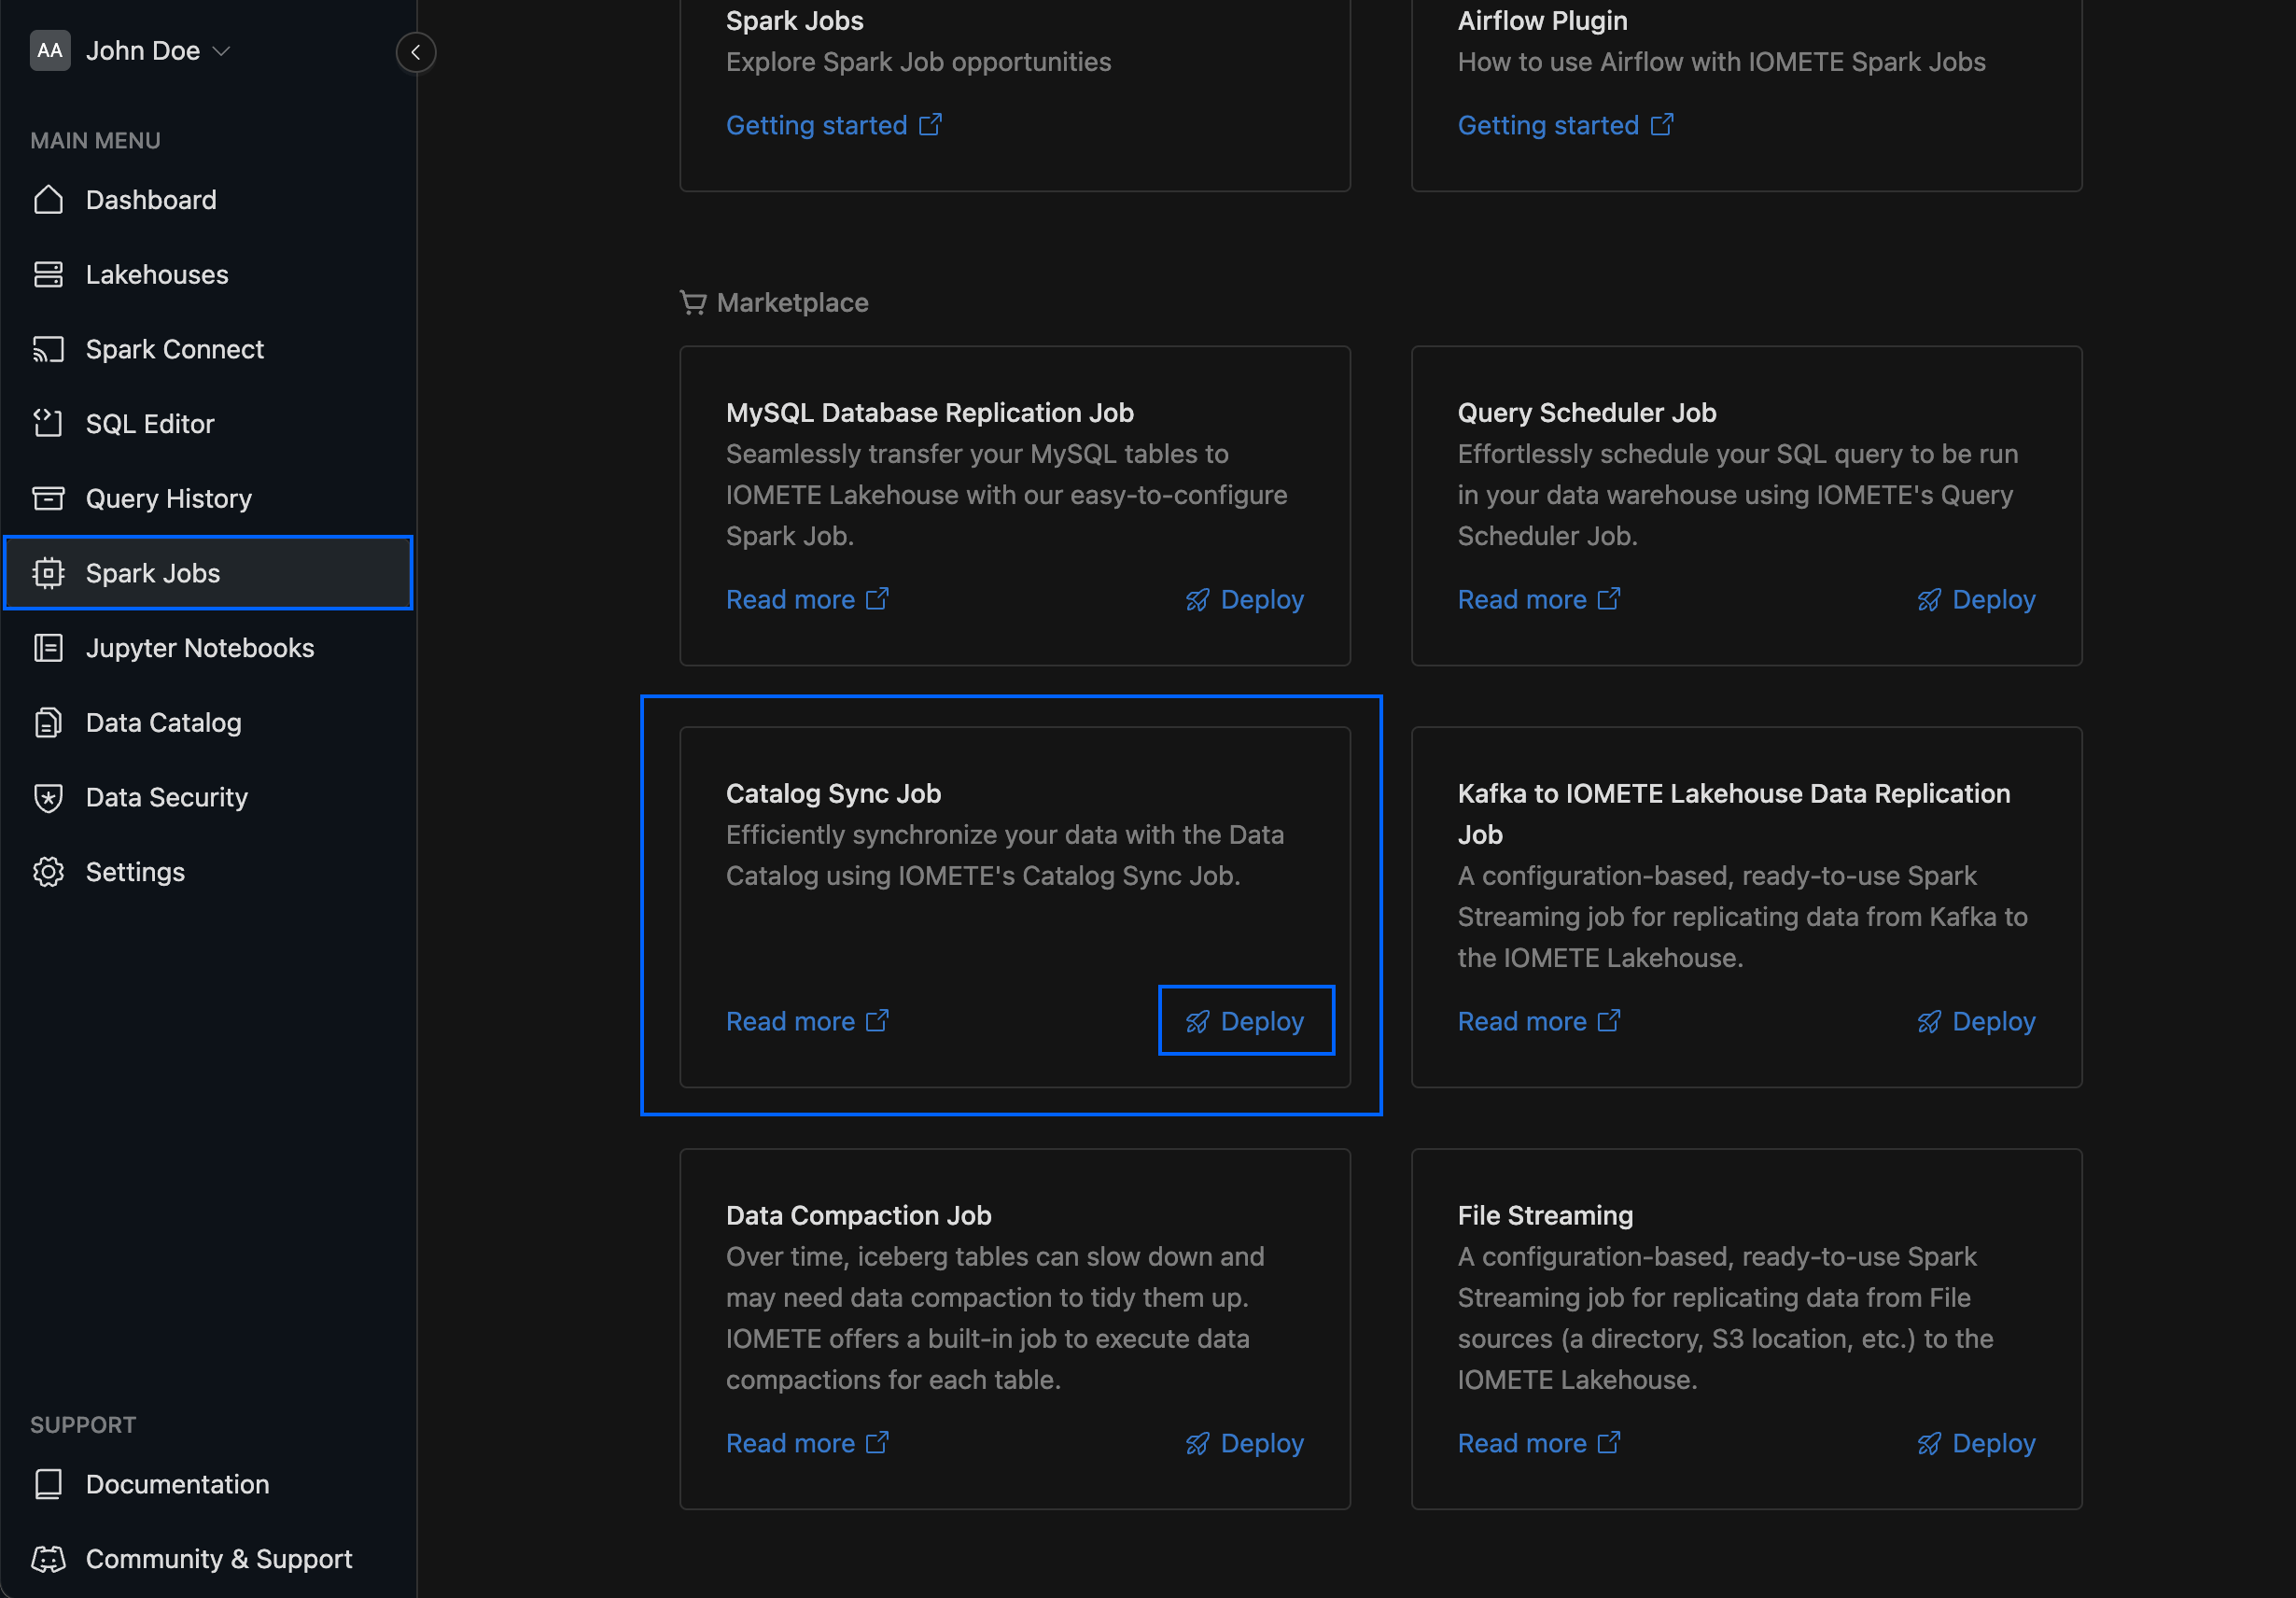 AA John Doe
MAIN MENU
Dashboard
Lakehouses
Spark Connect
SQL Editor
Query History
Spark Jobs
Jupyter Notebooks
Data Catalog
Data Security
Settings
SUPPORT
Documentation
Community & Support
Spark Jobs
Explore Spark Job opportunities
Getting started
Airflow Plugin
How to use Airflow with IOMETE Spark Jobs
Getting started
Marketplace
MySQL Database Replication Job
Seamlessly transfer your MySQL tables to
IOMETE Lakehouse with our easy-to-configure
Spark Job.
Read more Deploy
Query Scheduler Job
Effortlessly schedule your SQL query to be run
in your data warehouse using IOMETE's Query
Scheduler Job.
Read more Deploy
Catalog Sync Job
Efficiently synchronize your data with the Data
Catalog using IOMETE's Catalog Sync Job.
Read more Deploy
Kafka to IOMETE Lakehouse Data Replication
Job
A configuration-based, ready-to-use Spark
Streaming job for replicating data from Kafka to
the IOMETE Lakehouse.
Read more Deploy
Data Compaction Job
Over time, iceberg tables can slow down and
may need data compaction to tidy them up.
IOMETE offers a built-in job to execute data
compactions for each table.
Read more Deploy
File Streaming
A configuration-based, ready-to-use Spark
Streaming job for replicating data from File
sources (a directory, S3 location, etc.) to the
IOMETE Lakehouse.
Read more Deploy